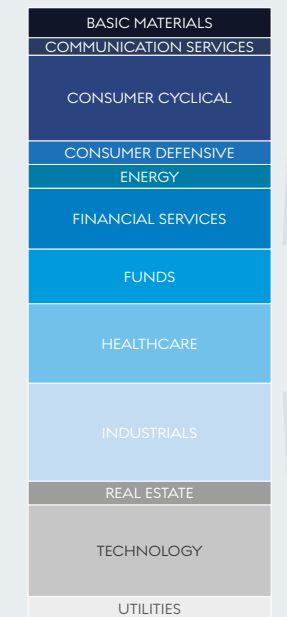 BASIC MATERIALS
COMMUNICATION SERVICES
CONSUMER CYCLICAL
CONSUMER DEFENSIVE
ENERGY
FINANCIAL SERVICES
FUNDS
HEALTHCARE
INDUSTRIALS
REAL ESTATE
TECHNOLOGY
UTILITIES